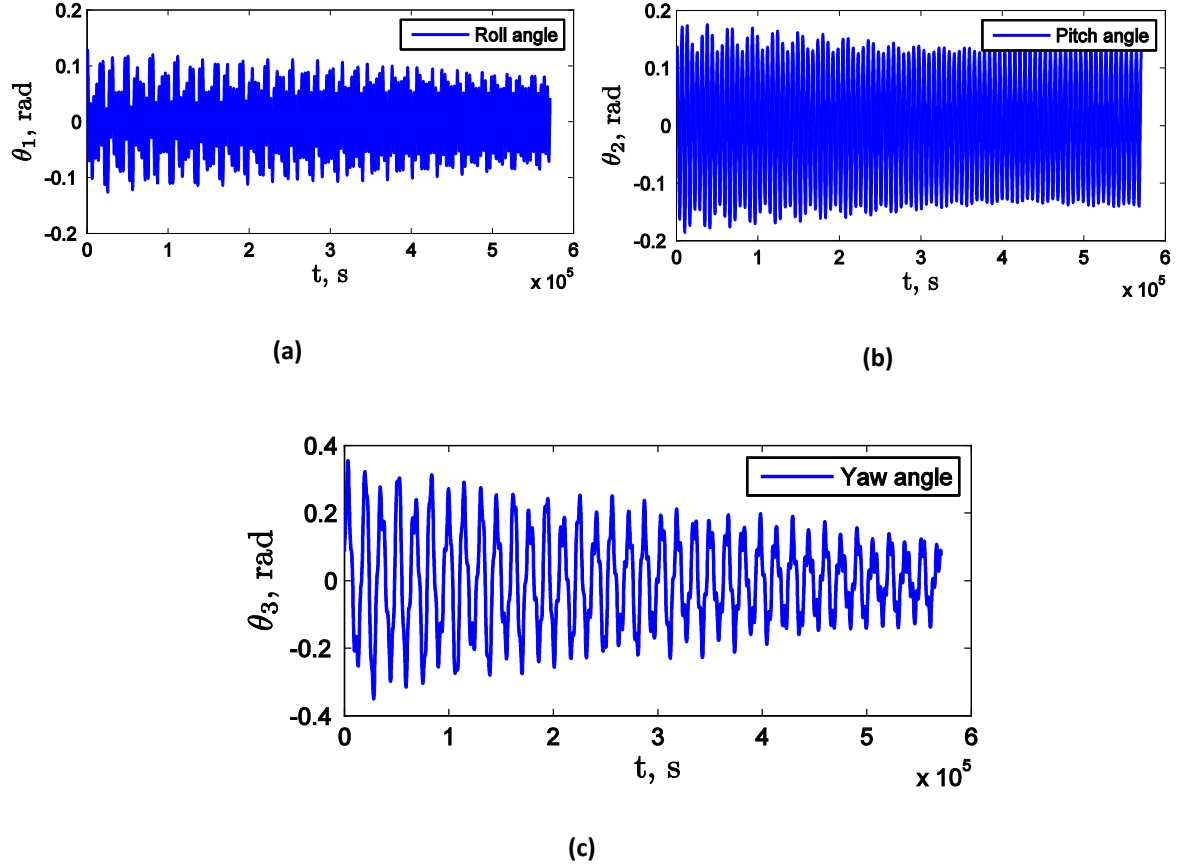 0.2
Roll angle
0.1
0
-0.1
-0.2
θ1, rad
0 1 2 3 4 5 6
t, s
x 10^5
(a)
0.2
Pitch angle
0.1
0
-0.1
-0.2
θ2, rad
0 1 2 3 4 5 6
t, s
x 10^5
(b)
0.4
Yaw angle
0.2
0
-0.2
-0.4
θ3, rad
0 1 2 3 4 5 6
t, s
x 10^5
(c)